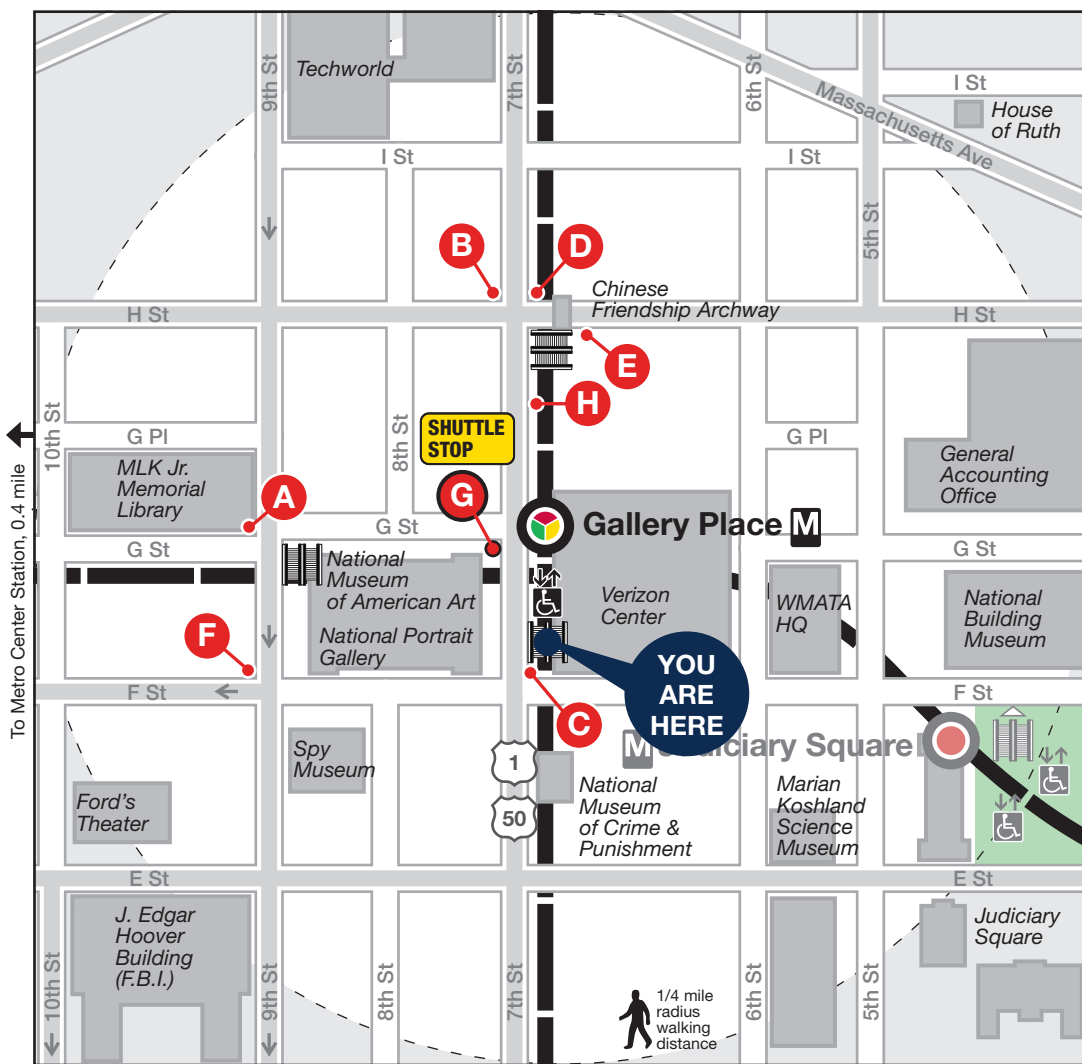 9th St
7th St
6th St
Techworld
I St
House
of Ruth
Massachusetts Ave
I St
I St
5th St
B
D
Chinese
Friendship Archway
H St
H St
E
H
10th St
8th St
SHUTTLE
STOP
G Pl
G Pl
MLK Jr.
Memorial
Library
General
Accounting
Office
A
G
G St
Gallery Place M
G St
G St
National
Museum
of American Art
National Portrait
Gallery
Verizon
Center
WMATA
HQ
National
Building
Museum
F
YOU
ARE
HERE
To Metro Center Station, 0.4 mile
F St
F St
C
M Judiciary Square
Spy
Museum
1
50
National
Museum
of Crime &
Punishment
Marian
Koshland
Science
Museum
Ford's
Theater
E St
E St
J. Edgar
Hoover
Building
(F.B.I.)
Judiciary
Square
10th St
9th St
8th St
7th St
6th St
5th St
1/4 mile
radius
walking
distance